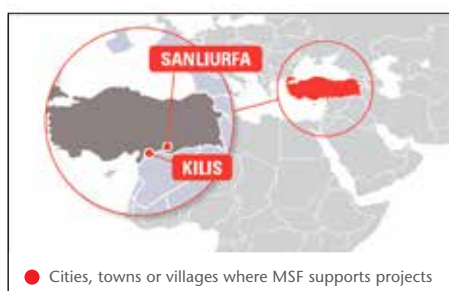 SANLIURFA
KILIS
Cities, towns or villages where MSF supports projects